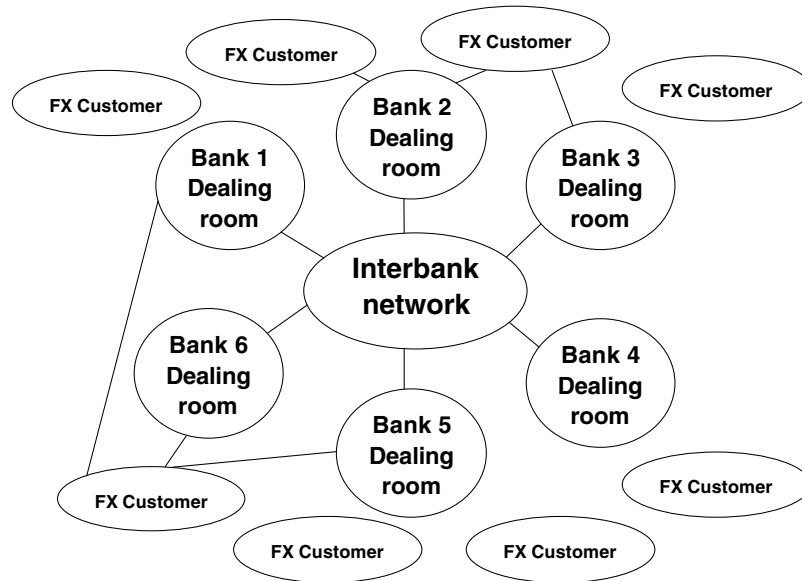 FX Customer
FX Customer
FX Customer
FX Customer
Bank 2
Dealing
room
Bank 1
Dealing
room
Bank 3
Dealing
room
Interbank
network
Bank 6
Dealing
room
Bank 4
Dealing
room
Bank 5
Dealing
room
FX Customer
FX Customer
FX Customer
FX Customer